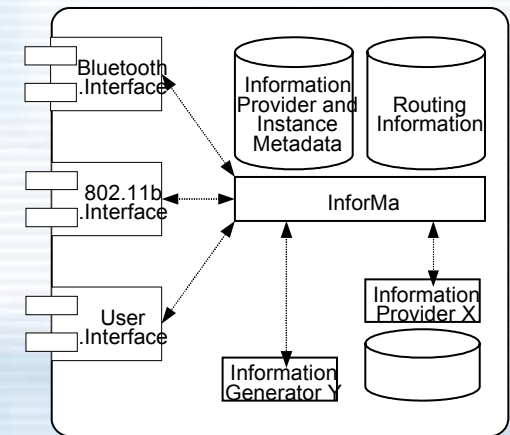 Bluetooth
.Interface
Information
Provider and
Instance
Metadata
Routing
Information
802.11b
.Interface
InforMa
User
.Interface
Information
Provider X
Information
Generator Y